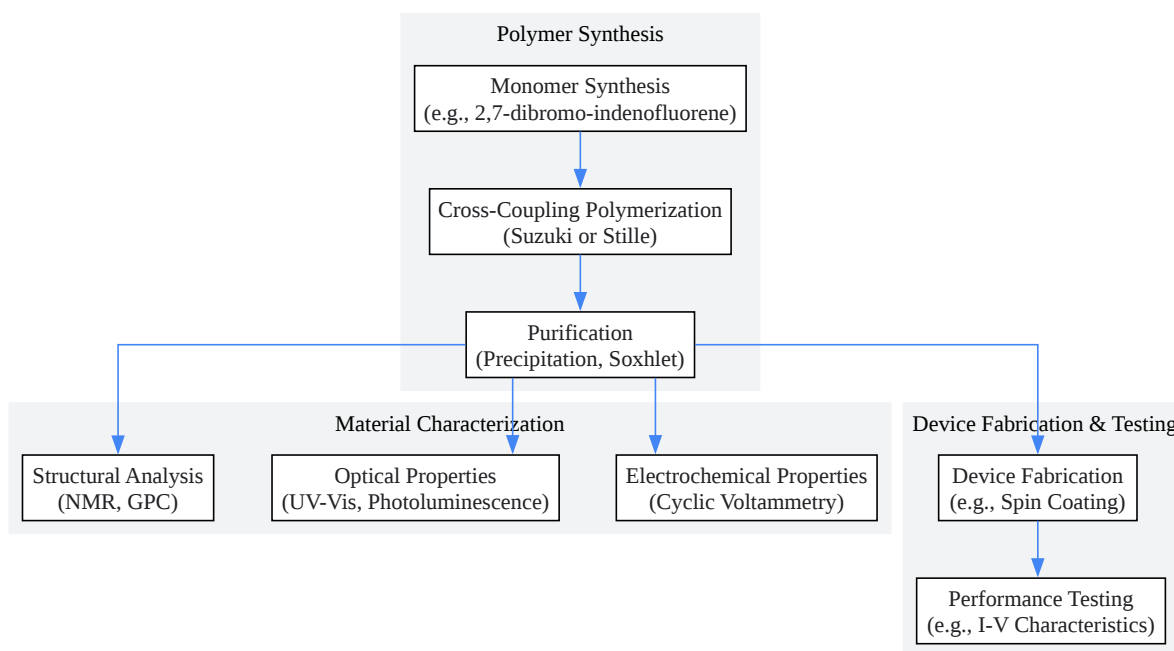 Polymer Synthesis
Monomer Synthesis
(e.g., 2,7-dibromo-indenofluorene)
Cross-Coupling Polymerization
(Suzuki or Stille)
Purification
(Precipitation, Soxhlet)
Material Characterization
Structural Analysis
(NMR, GPC)
Optical Properties
(UV-Vis, Photoluminescence)
Electrochemical Properties
(Cyclic Voltammetry)
Device Fabrication & Testing
Device Fabrication
(e.g., Spin Coating)
Performance Testing
(e.g., I-V Characteristics)